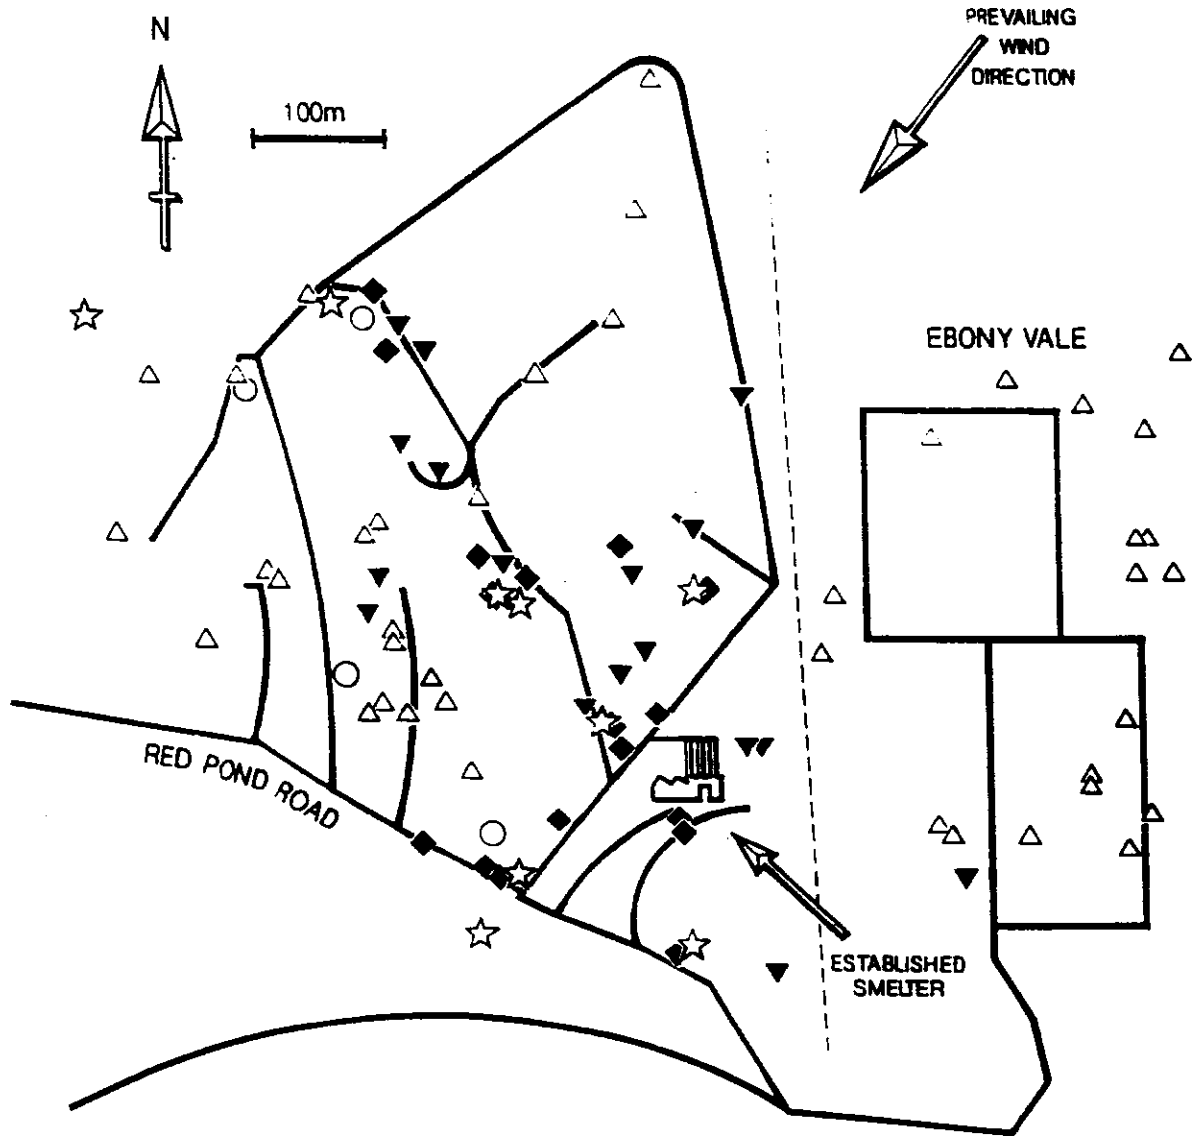 N
100m
PREVAILING
WIND
DIRECTION
EBONY VALE
RED POND ROAD
ESTABLISHED
SMELTER